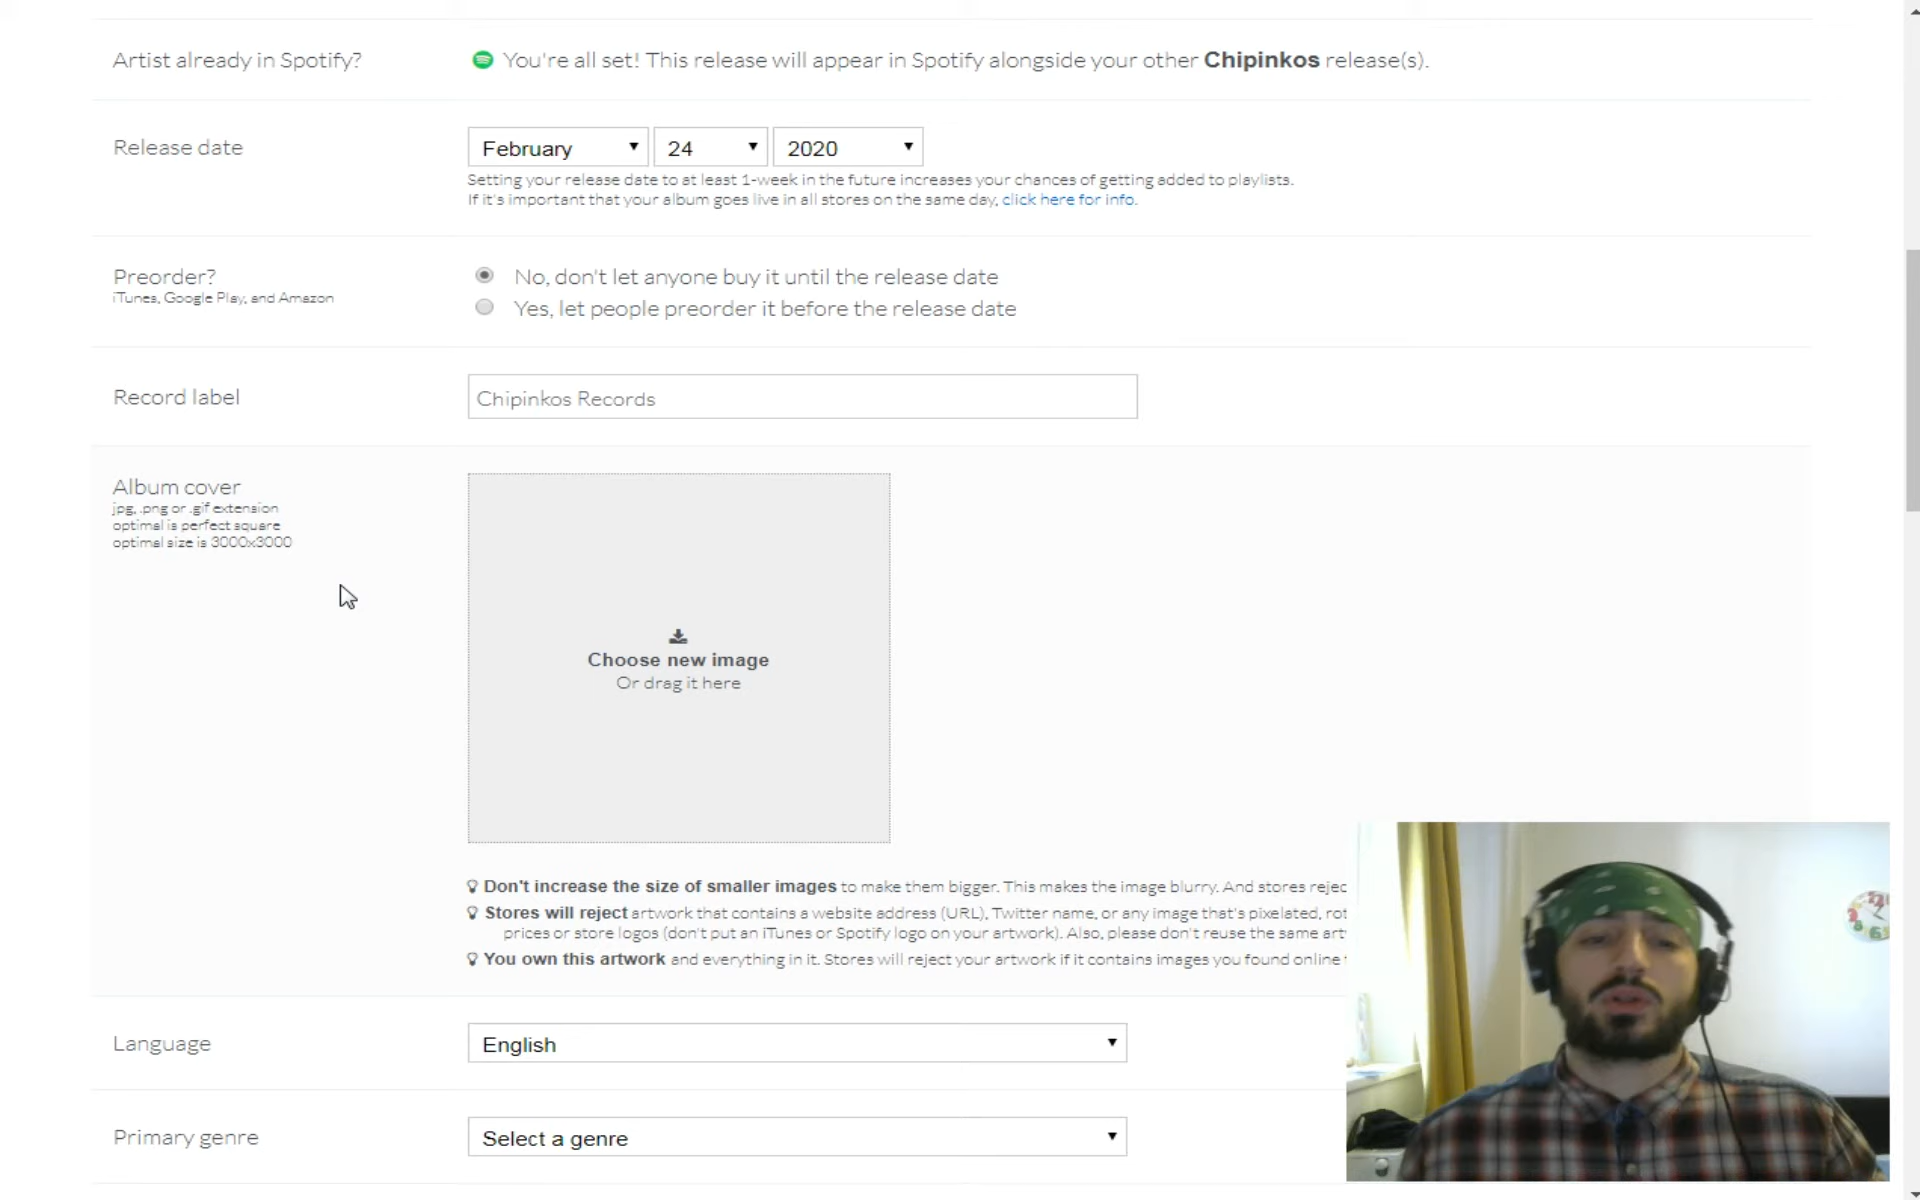 Artist already in Spotify?
You're all set! This release will appear in Spotify alongside your other Chipinkos release(s).
Release date
February
24
2020
Setting your release date to at least 1-week in the future increases your chances of getting added to playlists.
If it's important that your album goes live in all stores on the same day, click here for info.
Preorder?
iTunes, Google Play, and Amazon
No, don't let anyone buy it until the release date
Yes, let people preorder it before the release date
Record label
Chipinkos Records
Album cover
jpg, .png or .gif extension
optimal is perfect square
optimal size is 3000x3000
Choose new image
Or drag it here
Don't increase the size of smaller images to make them bigger. This makes the image blurry. And stores rejec
Stores will reject artwork that contains a website address (URL), Twitter name, or any image that's pixelated, rot
prices or store logos (don't put an iTunes or Spotify logo on your artwork). Also, please don't reuse the same art
You own this artwork and everything in it. Stores will reject your artwork if it contains images you found online
Language
English
Primary genre
Select a genre